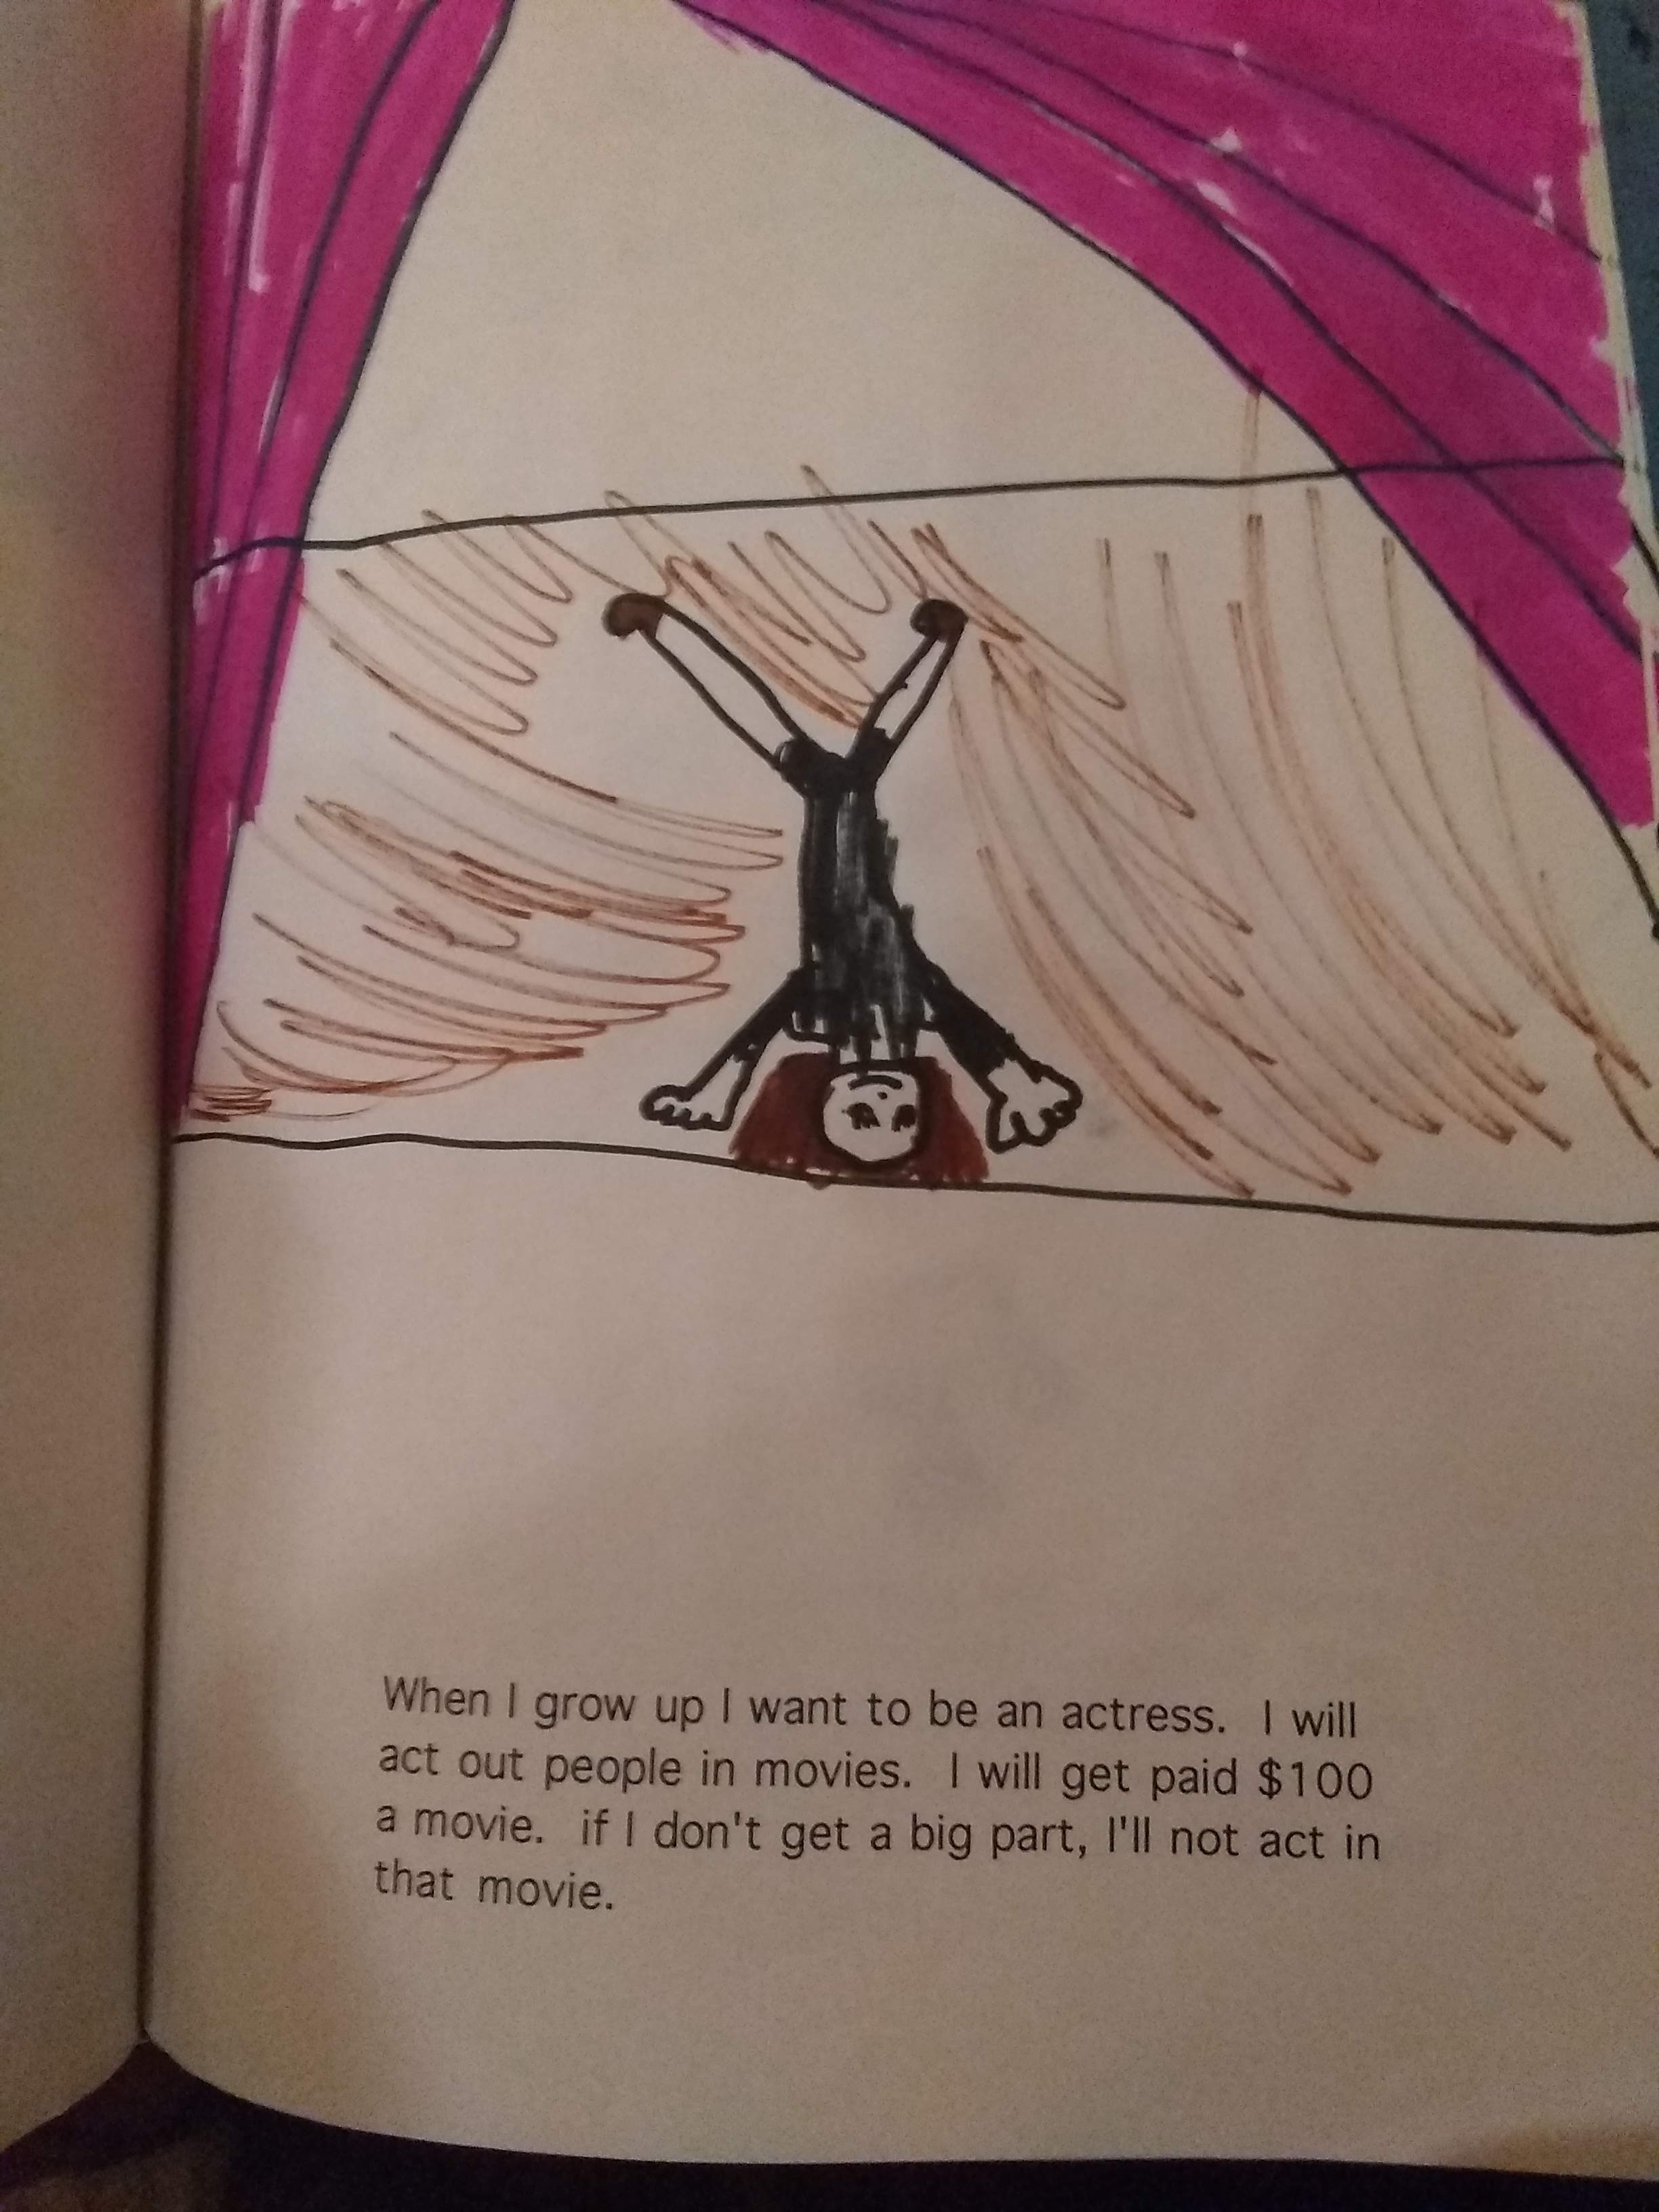 When I grow up I want to be an actress.  I will
act out people in movies.  I will get paid $100
a movie.  if I don't get a big part, I'll not act in
that movie.